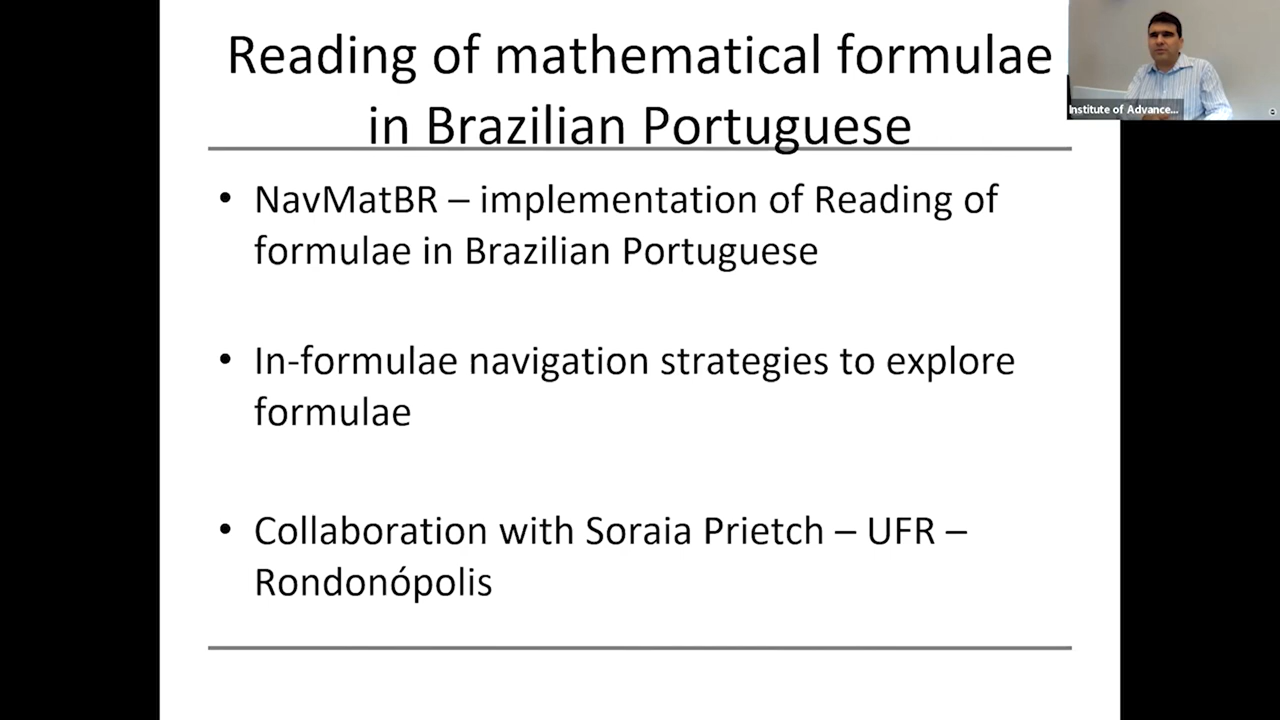 Reading of mathematical formulae
in Brazilian Portuguese
• NavMatBR – implementation of Reading of
formulae in Brazilian Portuguese
• In-formulae navigation strategies to explore
formulae
• Collaboration with Soraia Prietch – UFR –
Rondonópolis
Institute of Advance...